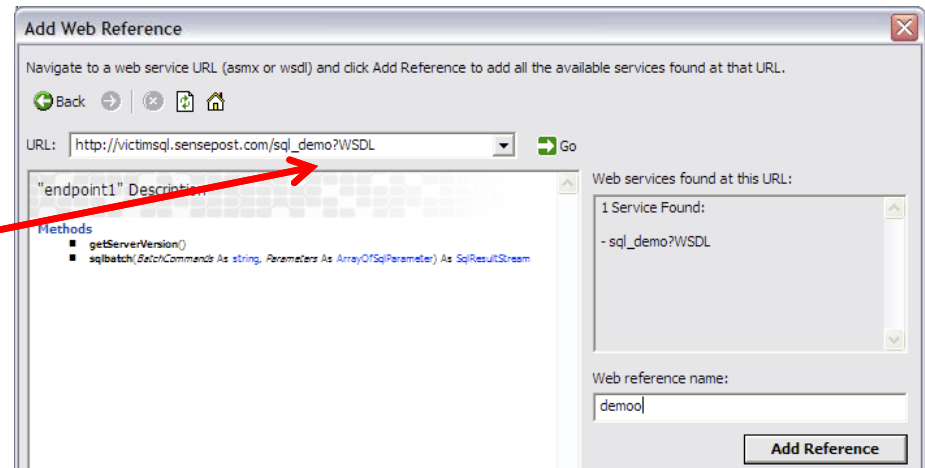 Add Web Reference
Navigate to a web service URL (asmx or wsdl) and click Add Reference to add all the available services found at that URL.
Back
URL: http://victimsql.sensepost.com/sql_demo?WSDL Go
"endpoint1" Description
Methods
getServerVersion()
sqlbatch(BatchCommands As string, Parameters As ArrayOfSqlParameter) As SqlResultStream
Web services found at this URL:
1 Service Found:
- sql_demo?WSDL
Web reference name:
demoo
Add Reference